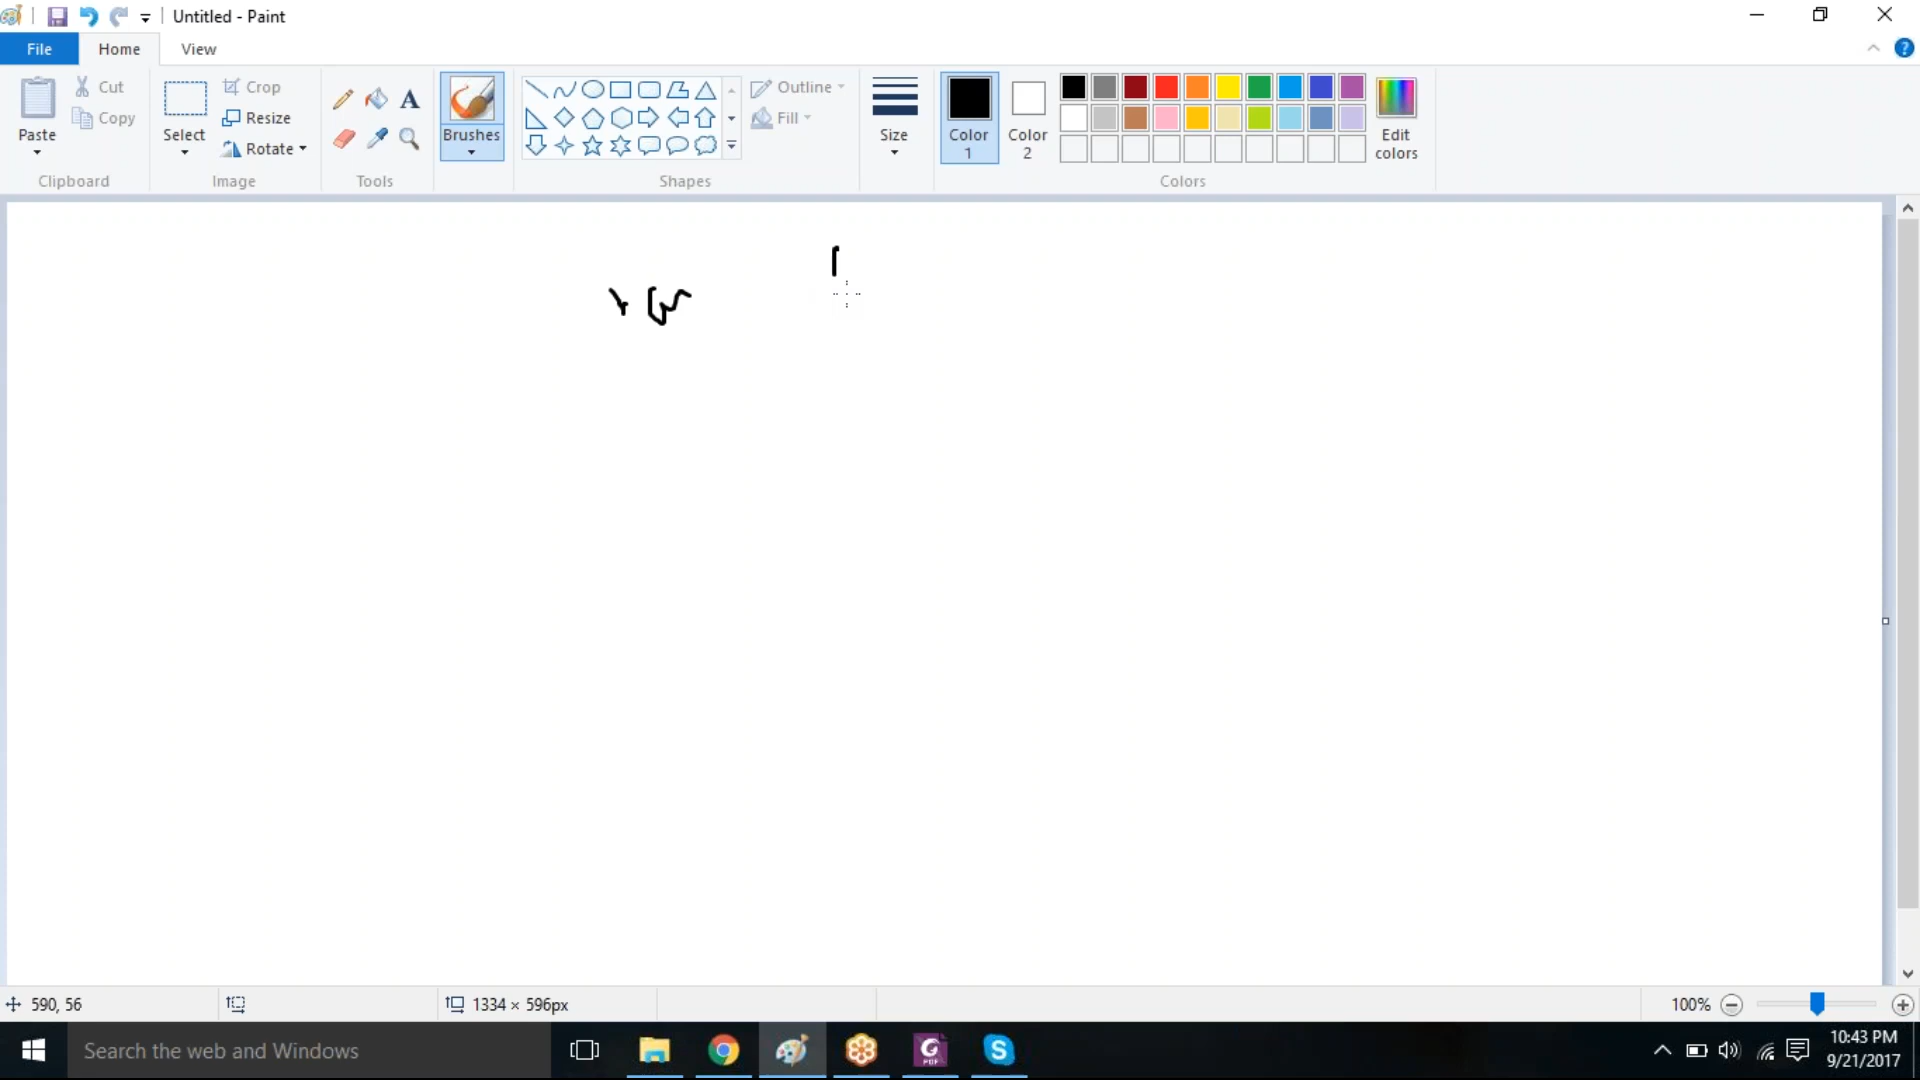 Untitled - Paint
File Home View
Paste Cut Copy Select Crop Resize Rotate Brushes Outline Fill Size Color 1 Color 2 Edit colors
Clipboard Image Tools Shapes Colors
590, 56 1334 × 596px 100%
Search the web and Windows 10:43 PM
9/21/2017